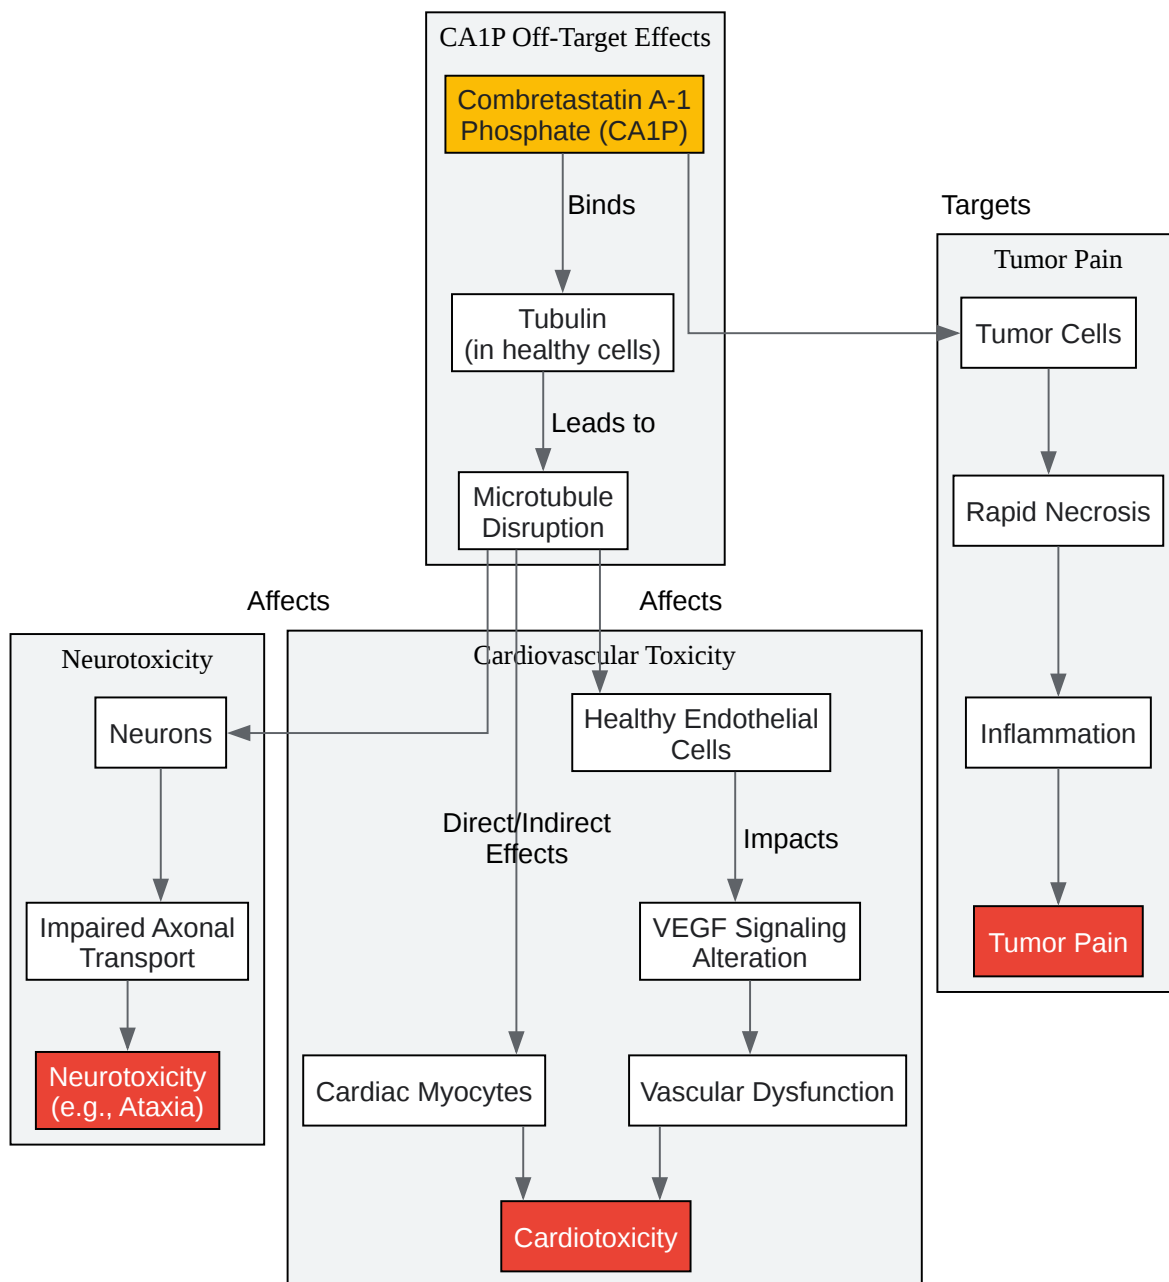 CA1P Off-Target Effects
Combretastatin A-1
Phosphate (CA1P)
Binds
Targets
Tumor Pain
Tubulin
(in healthy cells)
Tumor Cells
Leads to
Microtubule
Disruption
Rapid Necrosis
Affects
Affects
Neurotoxicity
Cardiovascular Toxicity
Neurons
Healthy Endothelial
Cells
Inflammation
Direct/Indirect
Effects
Impacts
Impaired Axonal
Transport
VEGF Signaling
Alteration
Tumor Pain
Neurotoxicity
(e.g., Ataxia)
Cardiac Myocytes
Vascular Dysfunction
Cardiotoxicity